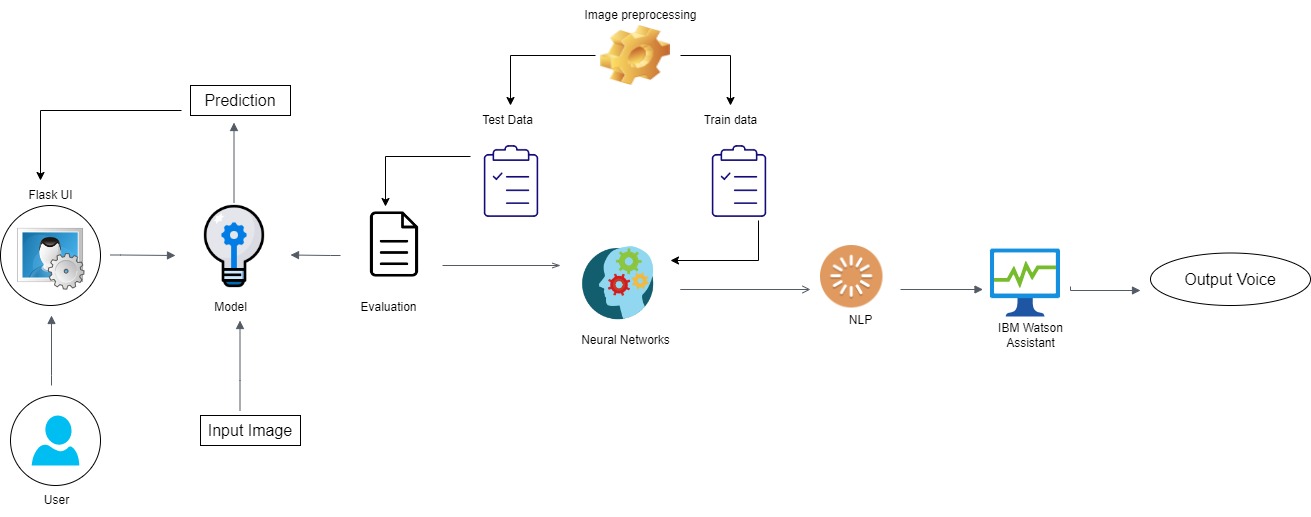 Image preprocessing
Prediction
Test Data
Train data
Flask UI
Model
Evaluation
Neural Networks
NLP
IBM Watson
Assistant
Output Voice
Input Image
User